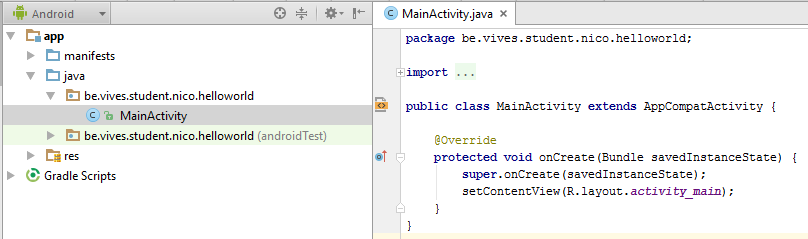 Android
app
manifests
java
be.vives.student.nico.helloworld
MainActivity
be.vives.student.nico.helloworld (androidTest)
res
Gradle Scripts
MainActivity.java
package be.vives.student.nico.helloworld;
import ...
public class MainActivity extends AppCompatActivity {
@Override
protected void onCreate(Bundle savedInstanceState) {
super.onCreate(savedInstanceState);
setContentView(R.layout.activity_main);
}
}